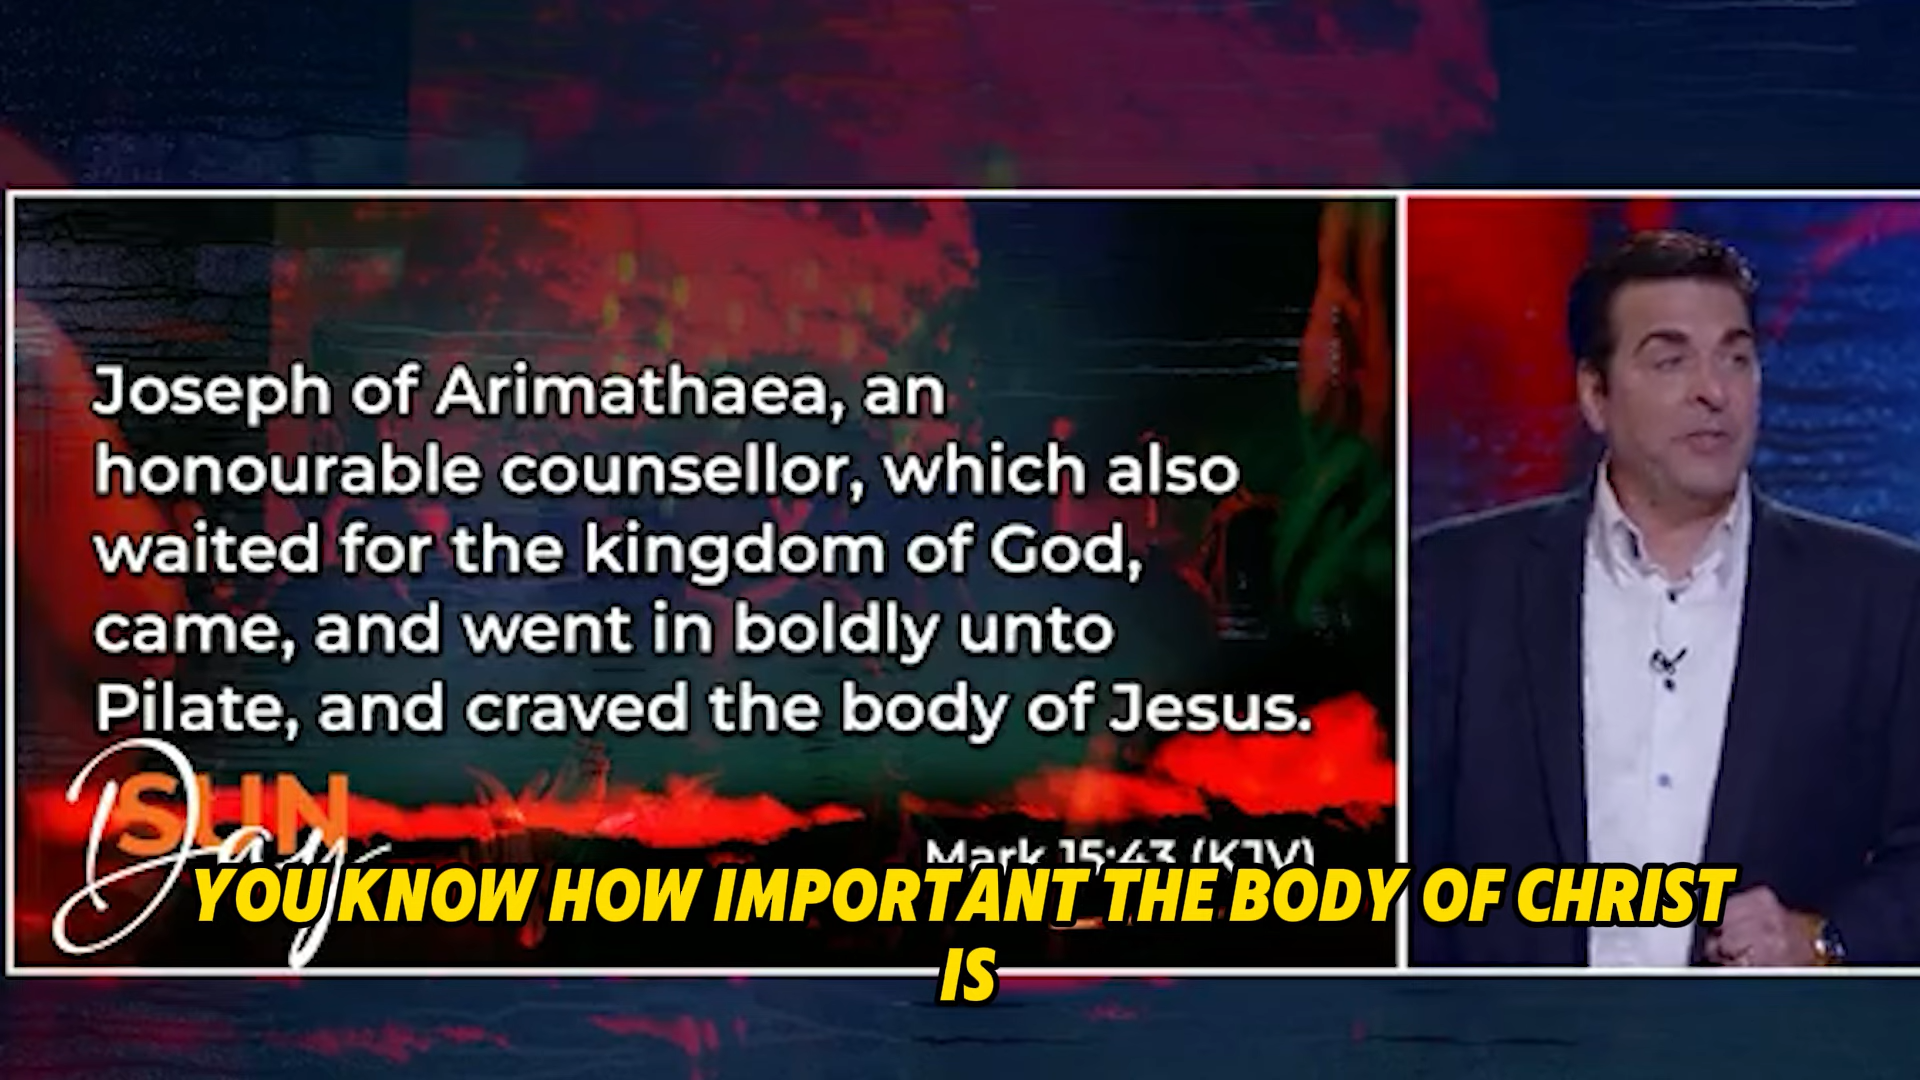 Joseph of Arimathaea, an
honourable counsellor, which also
waited for the kingdom of God,
came, and went in boldly unto
Pilate, and craved the body of Jesus.
SUN
Day
Mark 15:43 (KJV)
YOU KNOW HOW IMPORTANT THE BODY OF CHRIST
IS